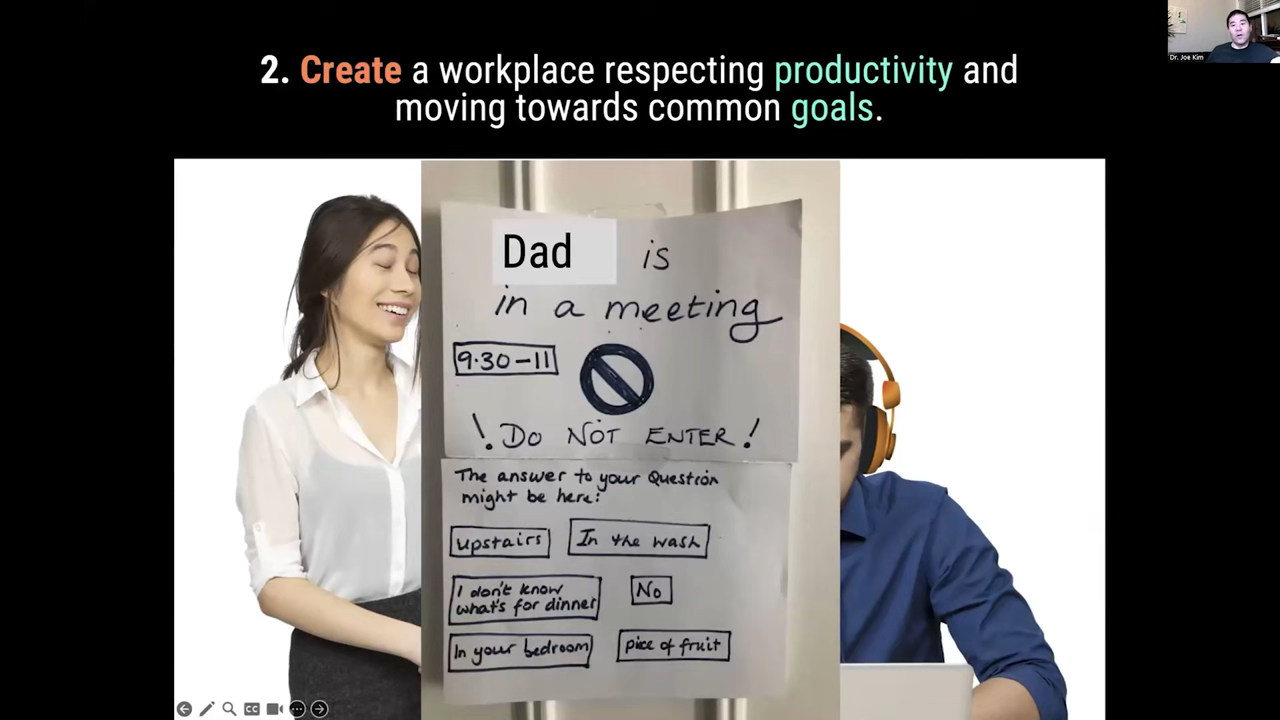 2. Create a workplace respecting productivity and
moving towards common goals.
Dr. Joe Kim
Dad is
in a meeting
9.30-11
! DO NOT ENTER!
The answer to your Question
might be here:
upstairs
In the wash
I don't know
what's for dinner
No
In your bedroom
piece of fruit
CC